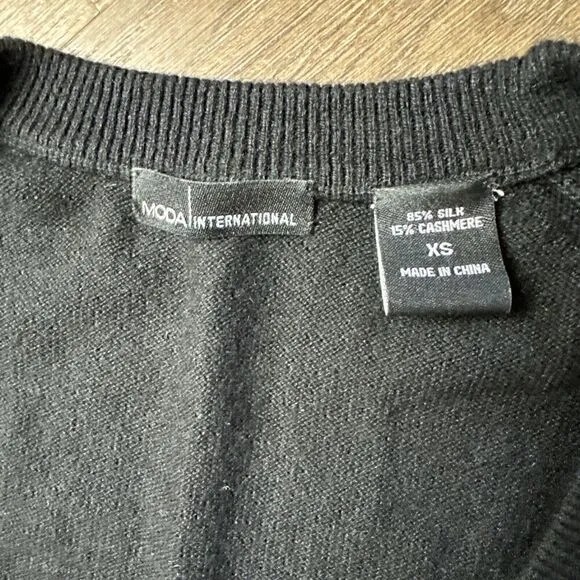 MODA INTERNATIONAL
85% SILK
15% CASHMERE
XS
MADE IN CHINA